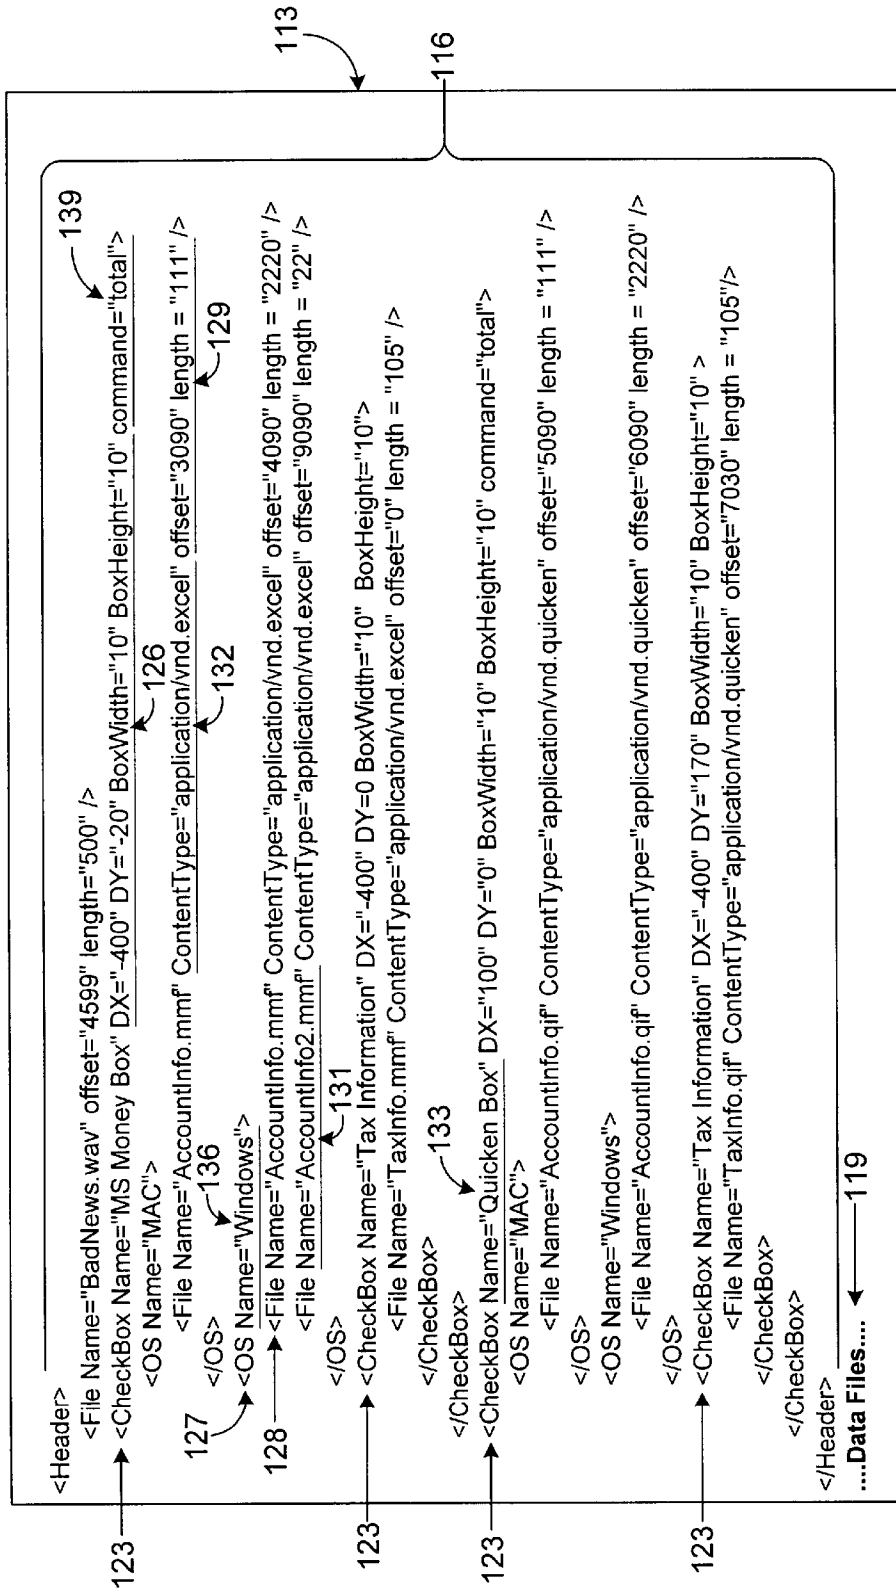 <Header>
<File Name="BadNews.wav" offset="4599" length="500" />
139
123
<CheckBox Name="MS Money Box" DX="-400" DY="-20" BoxWidth="10" BoxHeight="10" command="total">
126
<OS Name="MAC">
<File Name="AccountInfo.mmf" ContentType="application/vnd.excel" offset="3090" length = "111" />
132
129
</OS>
136
127
<OS Name="Windows">
128
<File Name="AccountInfo.mmf" ContentType="application/vnd.excel" offset="4090" length = "2220" />
<File Name="AccountInfo2.mmf" ContentType="application/vnd.excel" offset="9090" length = "22" />
131
</OS>
123
<CheckBox Name="Tax Information" DX="-400" DY=0 BoxWidth="10" BoxHeight="10">
<File Name="TaxInfo.mmf" ContentType="application/vnd.excel" offset="0" length = "105" />
</CheckBox>
</CheckBox>
133
123
<CheckBox Name="Quicken Box" DX="100" DY="0" BoxWidth="10" BoxHeight="10" command="total">
<OS Name="MAC">
<File Name="AccountInfo.qif" ContentType="application/vnd.quicken" offset="5090" length = "111" />
</OS>
<OS Name="Windows">
<File Name="AccountInfo.qif" ContentType="application/vnd.quicken" offset="6090" length = "2220" />
</OS>
123
<CheckBox Name="Tax Information" DX="-400" DY="170" BoxWidth="10" BoxHeight="10" >
<File Name="TaxInfo.qif" ContentType="application/vnd.quicken" offset="7030" length = "105"/>
</CheckBox>
</CheckBox>
</Header>
....Data Files....
119
113
116